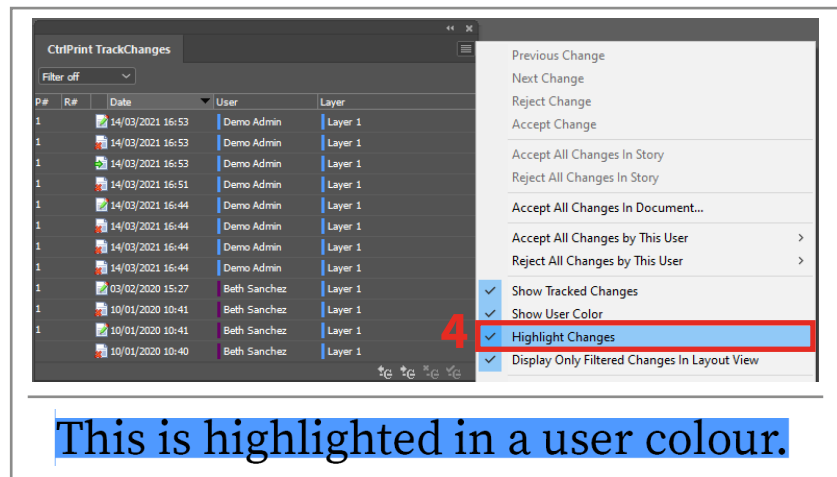 CtrlPrint TrackChanges
Filter off
P# R# Date User Layer
1 14/03/2021 16:53 Demo Admin Layer 1
1 14/03/2021 16:53 Demo Admin Layer 1
1 14/03/2021 16:53 Demo Admin Layer 1
1 14/03/2021 16:51 Demo Admin Layer 1
1 14/03/2021 16:44 Demo Admin Layer 1
1 14/03/2021 16:44 Demo Admin Layer 1
1 14/03/2021 16:44 Demo Admin Layer 1
1 14/03/2021 16:44 Demo Admin Layer 1
1 03/02/2020 15:27 Beth Sanchez Layer 1
1 10/01/2020 10:41 Beth Sanchez Layer 1
1 10/01/2020 10:41 Beth Sanchez Layer 1
10/01/2020 10:40 Beth Sanchez Layer 1
Previous Change
Next Change
Reject Change
Accept Change
Accept All Changes In Story
Reject All Changes In Story
Accept All Changes In Document...
Accept All Changes by This User
Reject All Changes by This User
Show Tracked Changes
Show User Color
4 Highlight Changes
Display Only Filtered Changes In Layout View
This is highlighted in a user colour.